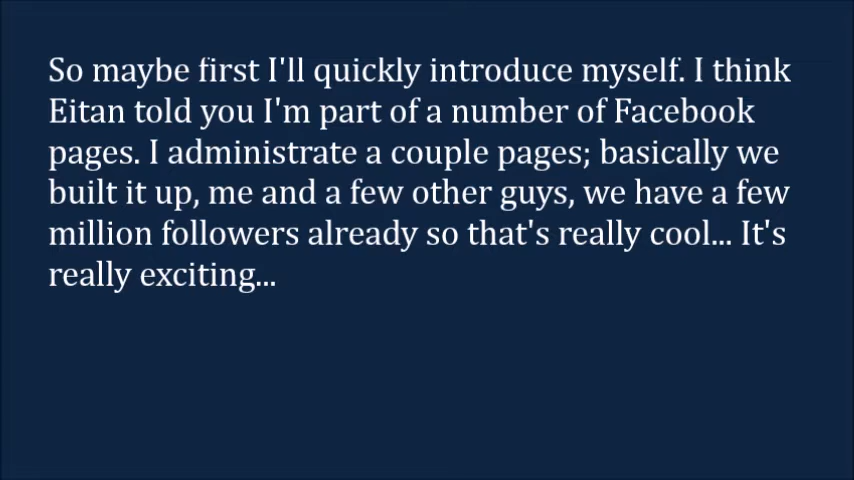 So maybe first I'll quickly introduce myself. I think
Eitan told you I'm part of a number of Facebook
pages. I administrate a couple pages; basically we
built it up, me and a few other guys, we have a few
million followers already so that's really cool... It's
really exciting...